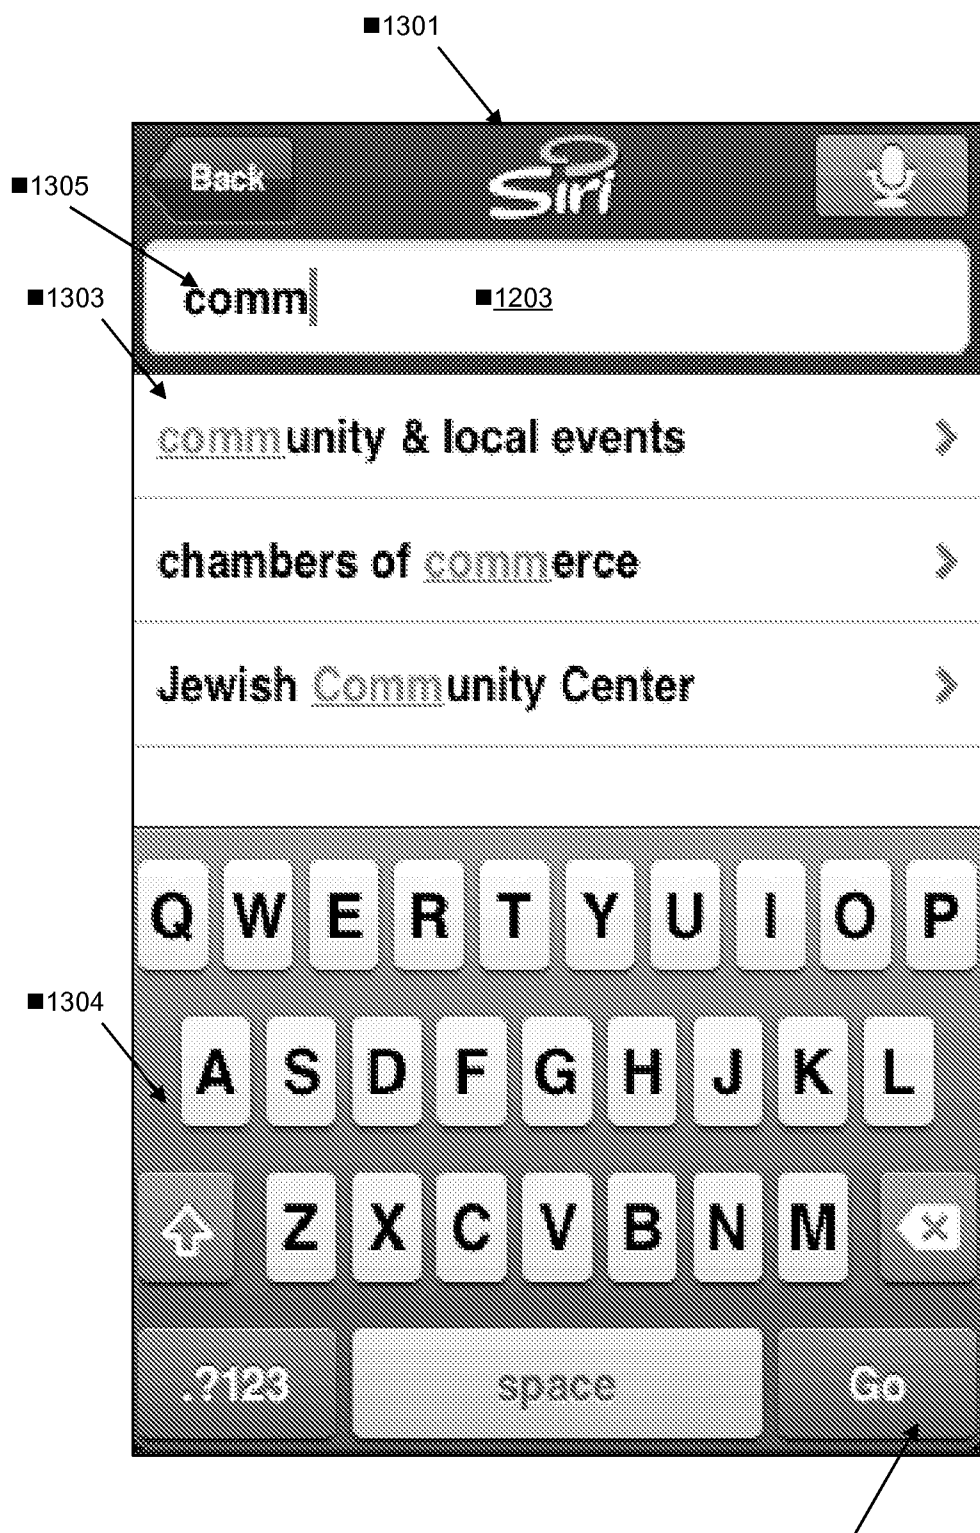 ■1301
Back
Siri
■1305
comm
■1203
■1303
community & local events
chambers of commerce
Jewish Community Center
Q W E R T Y U I O P
■1304
A S D F G H J K L
Z X C V B N M
.?123 space Go